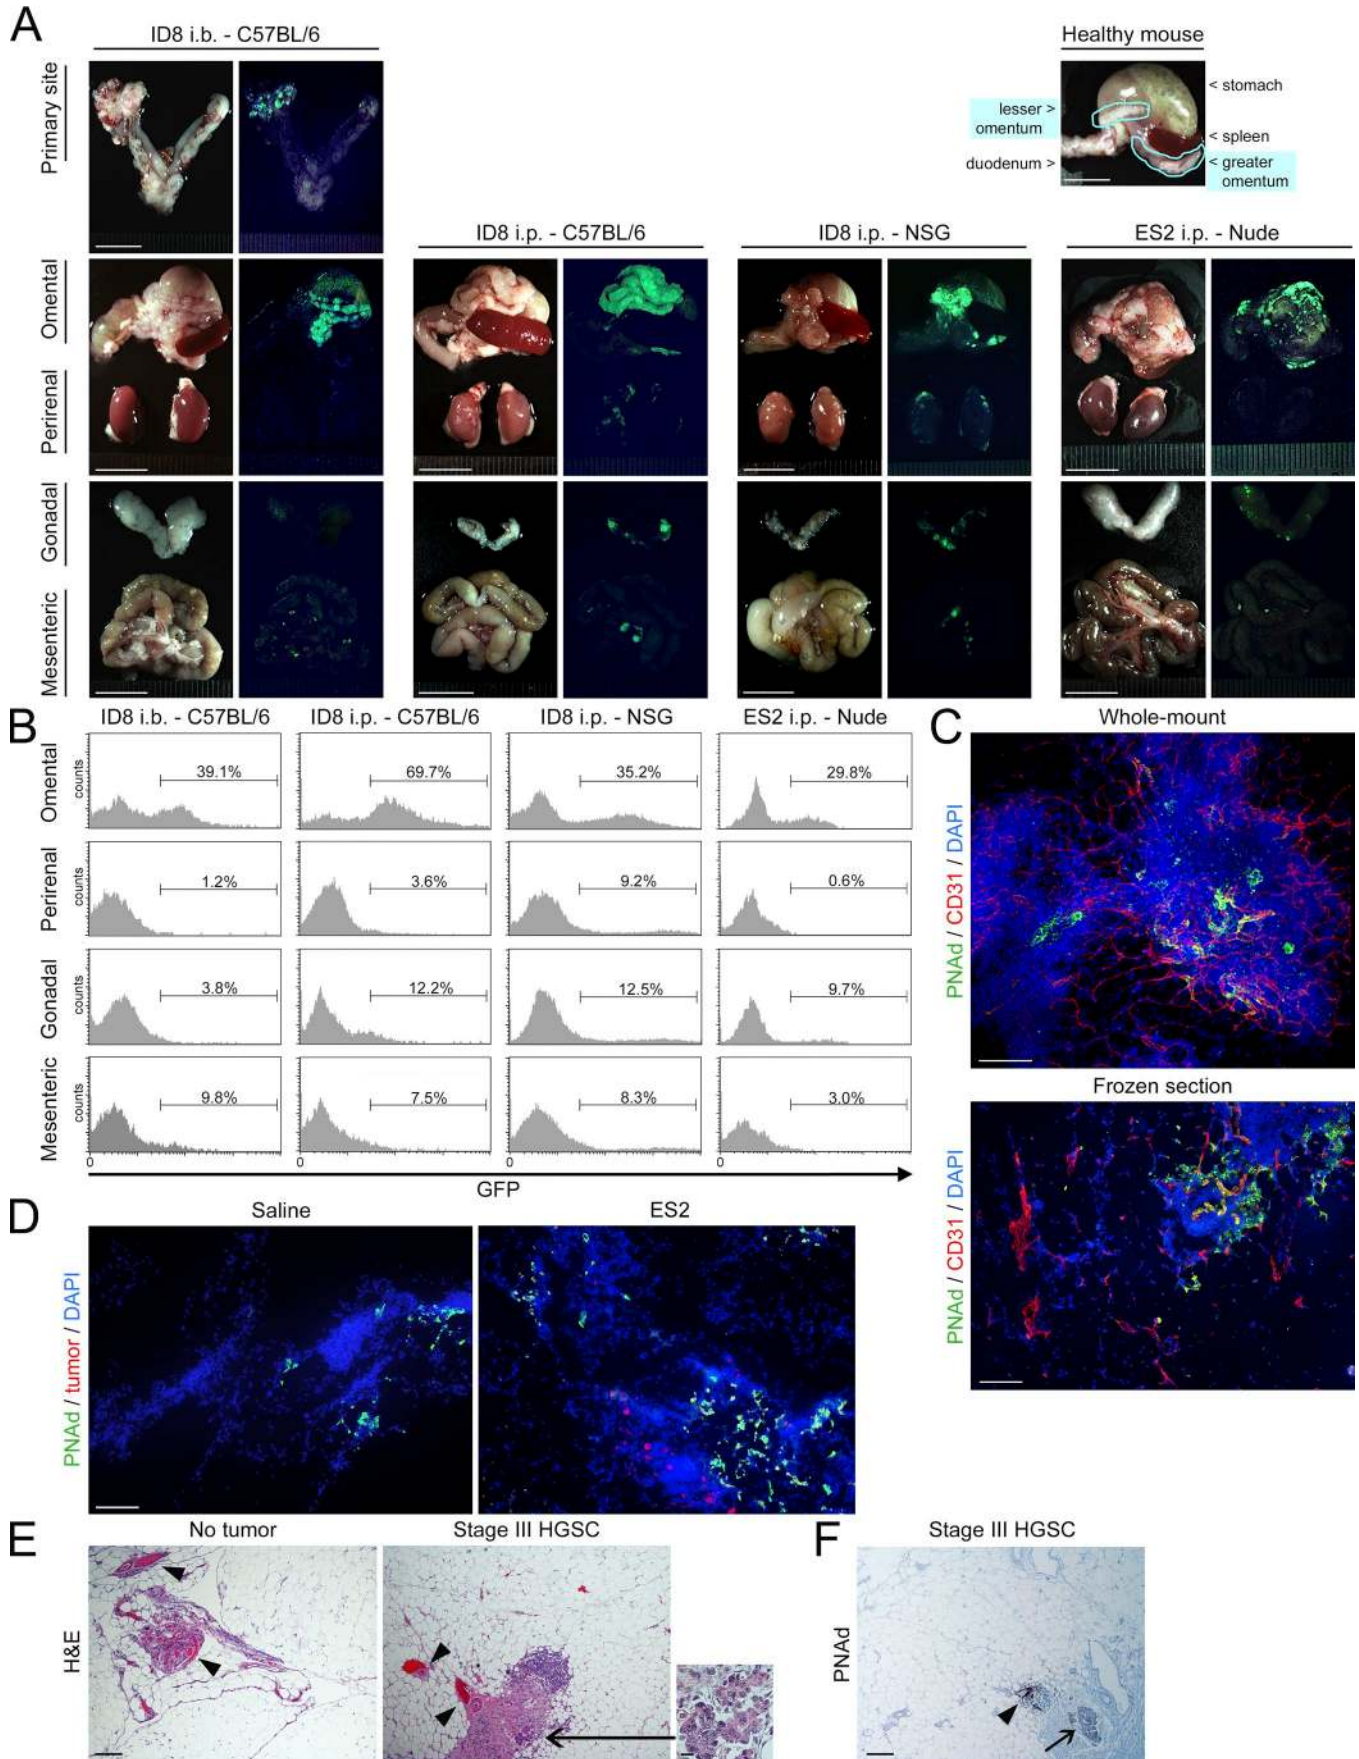 A
ID8 i.b. - C57BL/6
Healthy mouse
Primary site
lesser >
omentum
duodenum >
< stomach
< spleen
< greater
omentum
ID8 i.p. - C57BL/6
ID8 i.p. - NSG
ES2 i.p. - Nude
Omental
Perirenal
Gonadal
Mesenteric
B
ID8 i.b. - C57BL/6
ID8 i.p. - C57BL/6
ID8 i.p. - NSG
ES2 i.p. - Nude
Omental
counts
39.1%
69.7%
35.2%
29.8%
Perirenal
counts
1.2%
3.6%
9.2%
0.6%
Gonadal
counts
3.8%
12.2%
12.5%
9.7%
Mesenteric
counts
9.8%
7.5%
8.3%
3.0%
0
0
0
0
GFP
C
Whole-mount
PNAd / CD31 / DAPI
Frozen section
PNAd / CD31 / DAPI
D
Saline
ES2
PNAd / tumor / DAPI
E
No tumor
Stage III HGSC
H&E
F
Stage III HGSC
PNAd